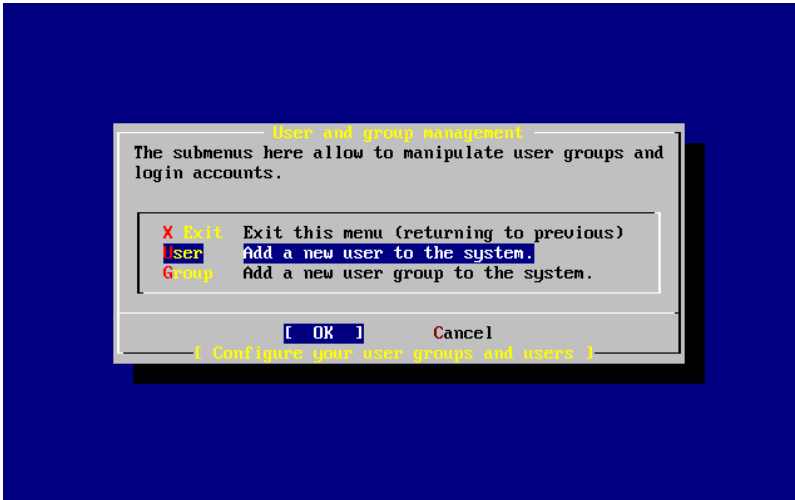 User and group management
The submenus here allow to manipulate user groups and
login accounts.
X Exit Exit this menu (returning to previous)
User Add a new user to the system.
Group Add a new user group to the system.
[ OK ] Cancel
[ Configure your user groups and users ]